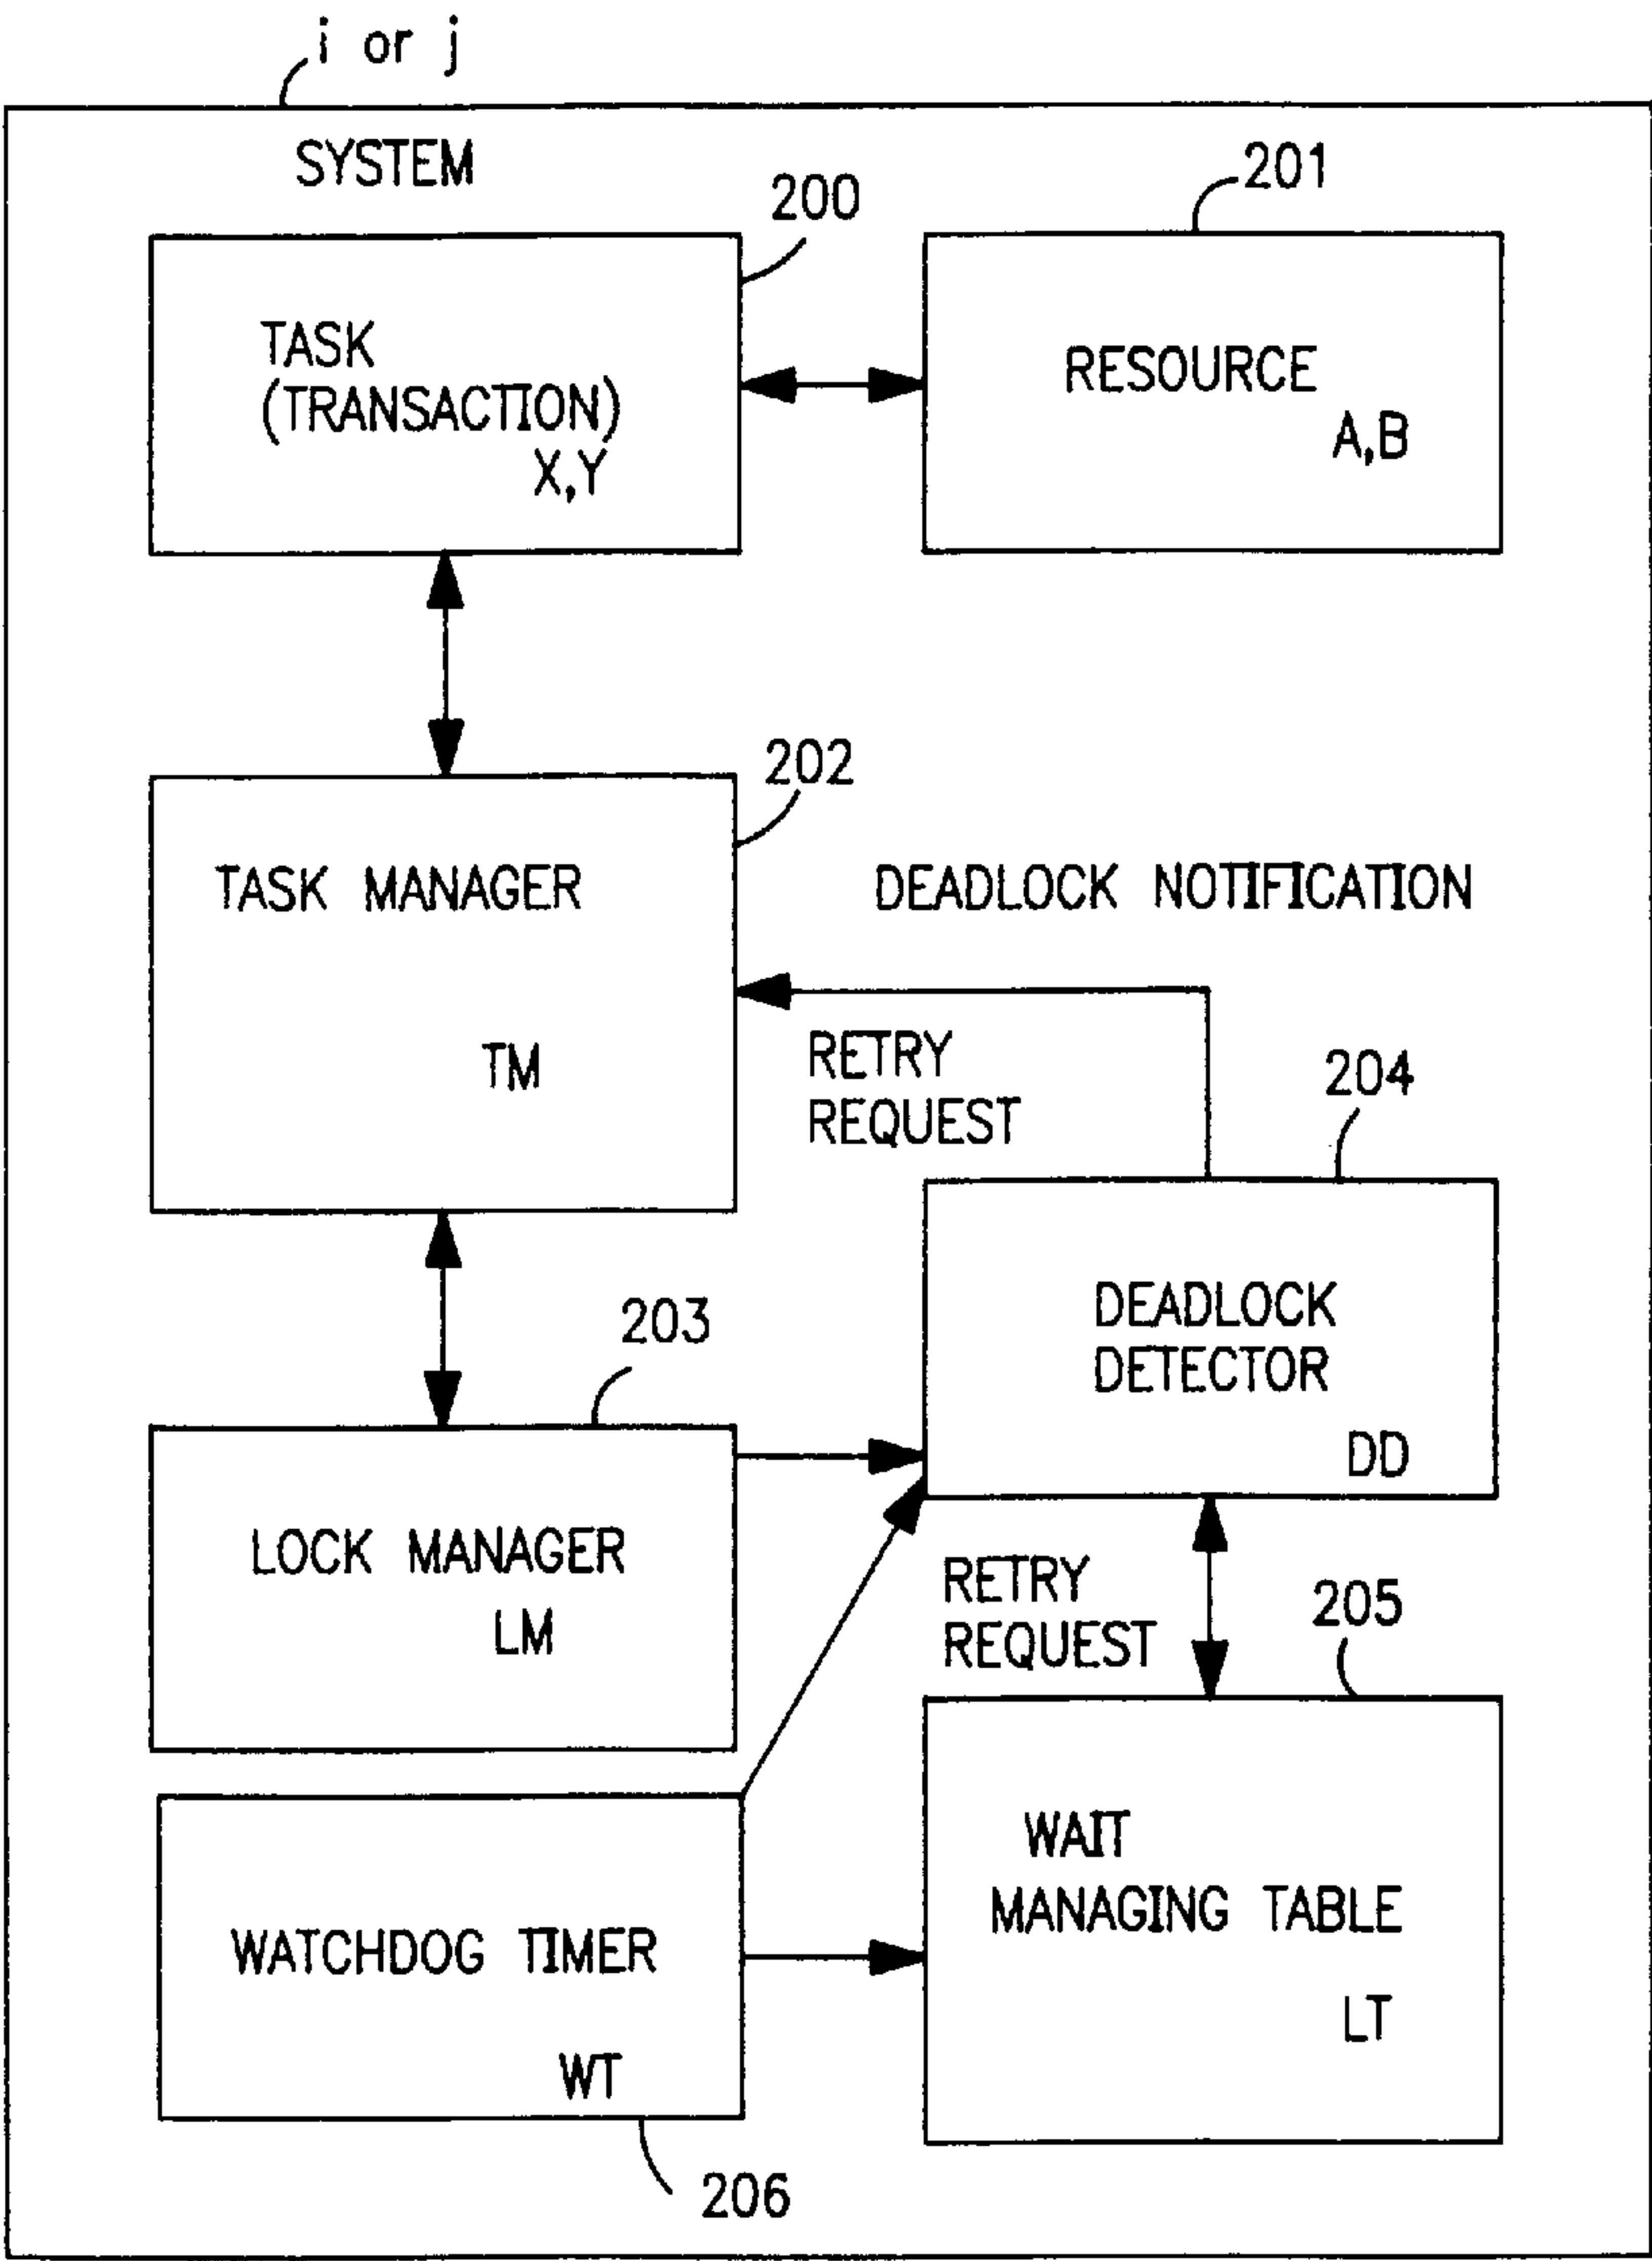 i or j
SYSTEM
200
201
TASK
(TRANSACTION)
X,Y
RESOURCE
A,B
202
TASK MANAGER
TM
DEADLOCK NOTIFICATION
RETRY
REQUEST
204
203
DEADLOCK
DETECTOR
DD
LOCK MANAGER
LM
RETRY
REQUEST
205
WAIT
MANAGING TABLE
LT
WATCHDOG TIMER
WT
206